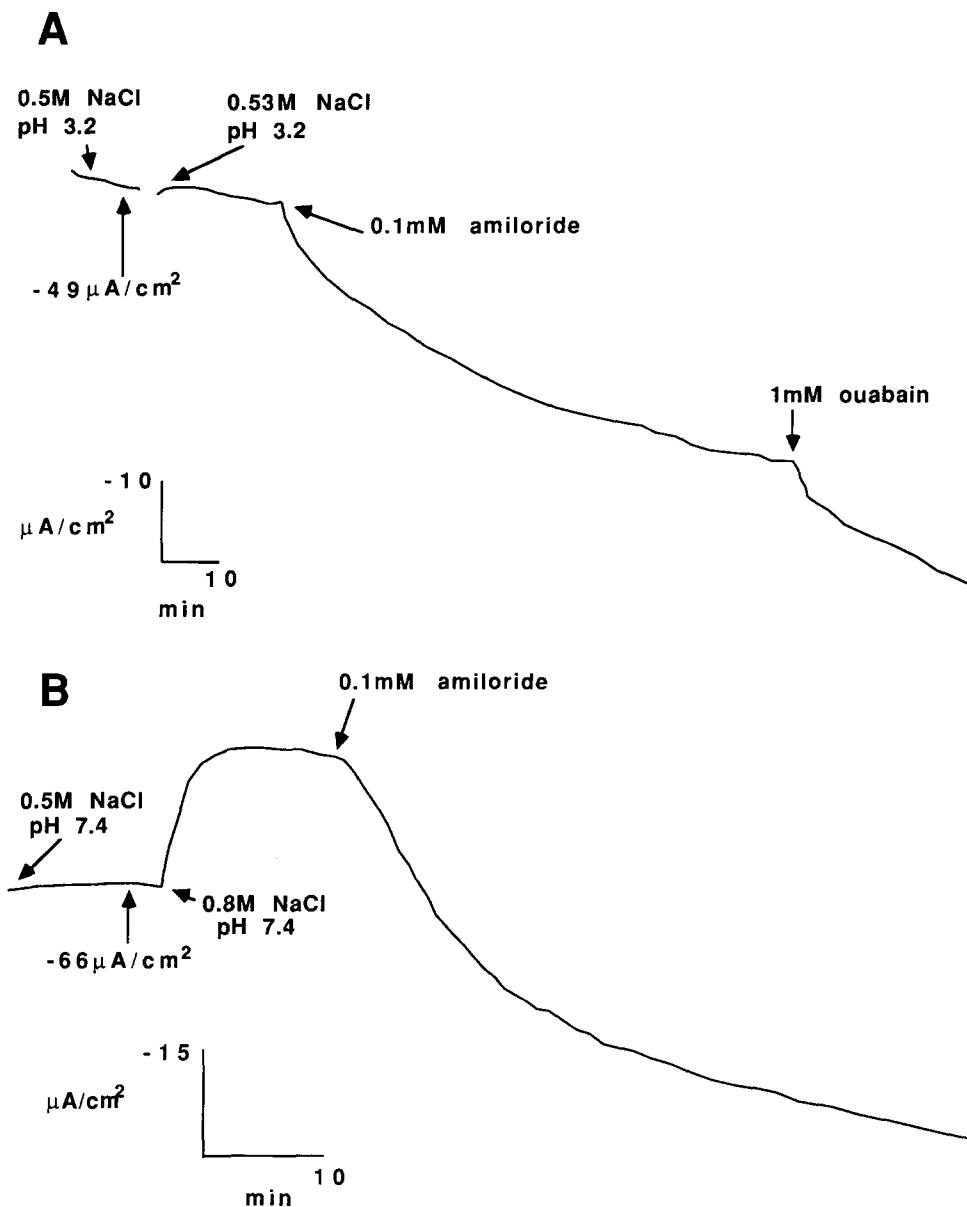 A
0.5M NaCl
pH 3.2
0.53M NaCl
pH 3.2
0.1mM amiloride
-49μA/cm²
1mM ouabain
-10
μA/cm²
10
min
B
0.1mM amiloride
0.5M NaCl
pH 7.4
0.8M NaCl
pH 7.4
-66μA/cm²
-15
μA/cm²
10
min